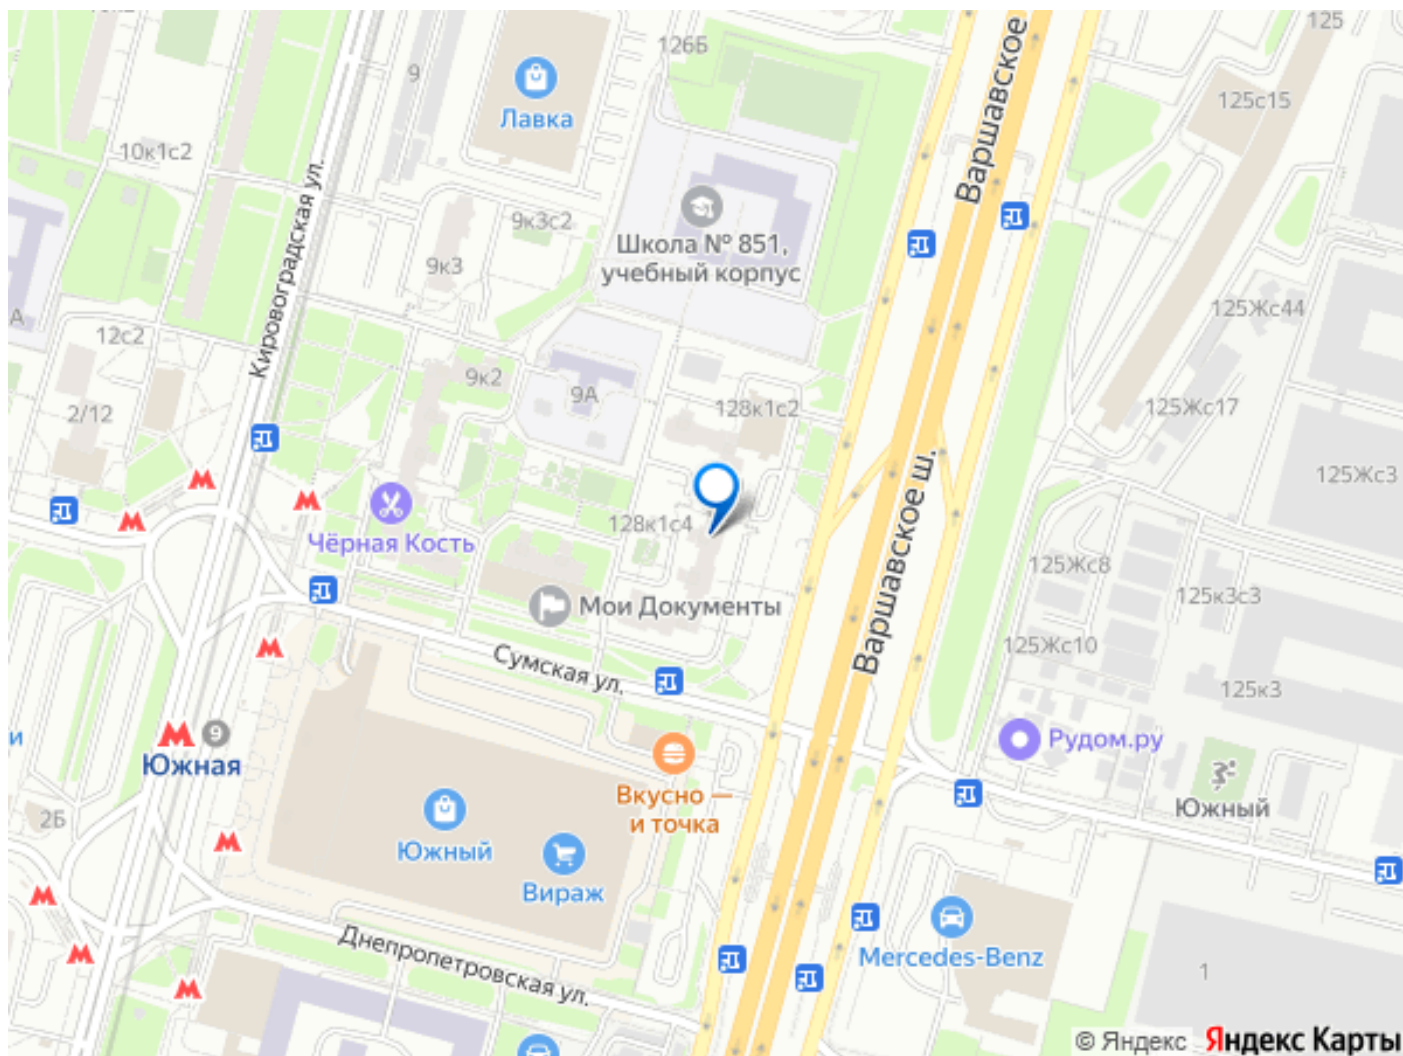 10к2
9
126Б
Варшавское
125
Лавка
125с15
10к1с2
Кировоградская ул.
9к3с2
Школа № 851,
учебный корпус
9к3
125Жс44
А
12с2
9к2
9А
128к1с2
125Жс17
2/12
125Жс3
Варшавское ш.
128к1с4
Чёрная Кость
125Жс8
Мои Документы
125к3с3
125Жс10
Сумская ул.
125к3
и
9
Южная
Рудом.ру
Вкусно —
и точка
Южный
2Б
Южный
Вираж
Днепропетровская ул.
Mercedes-Benz
1
© Яндекс
Яндекс Карты